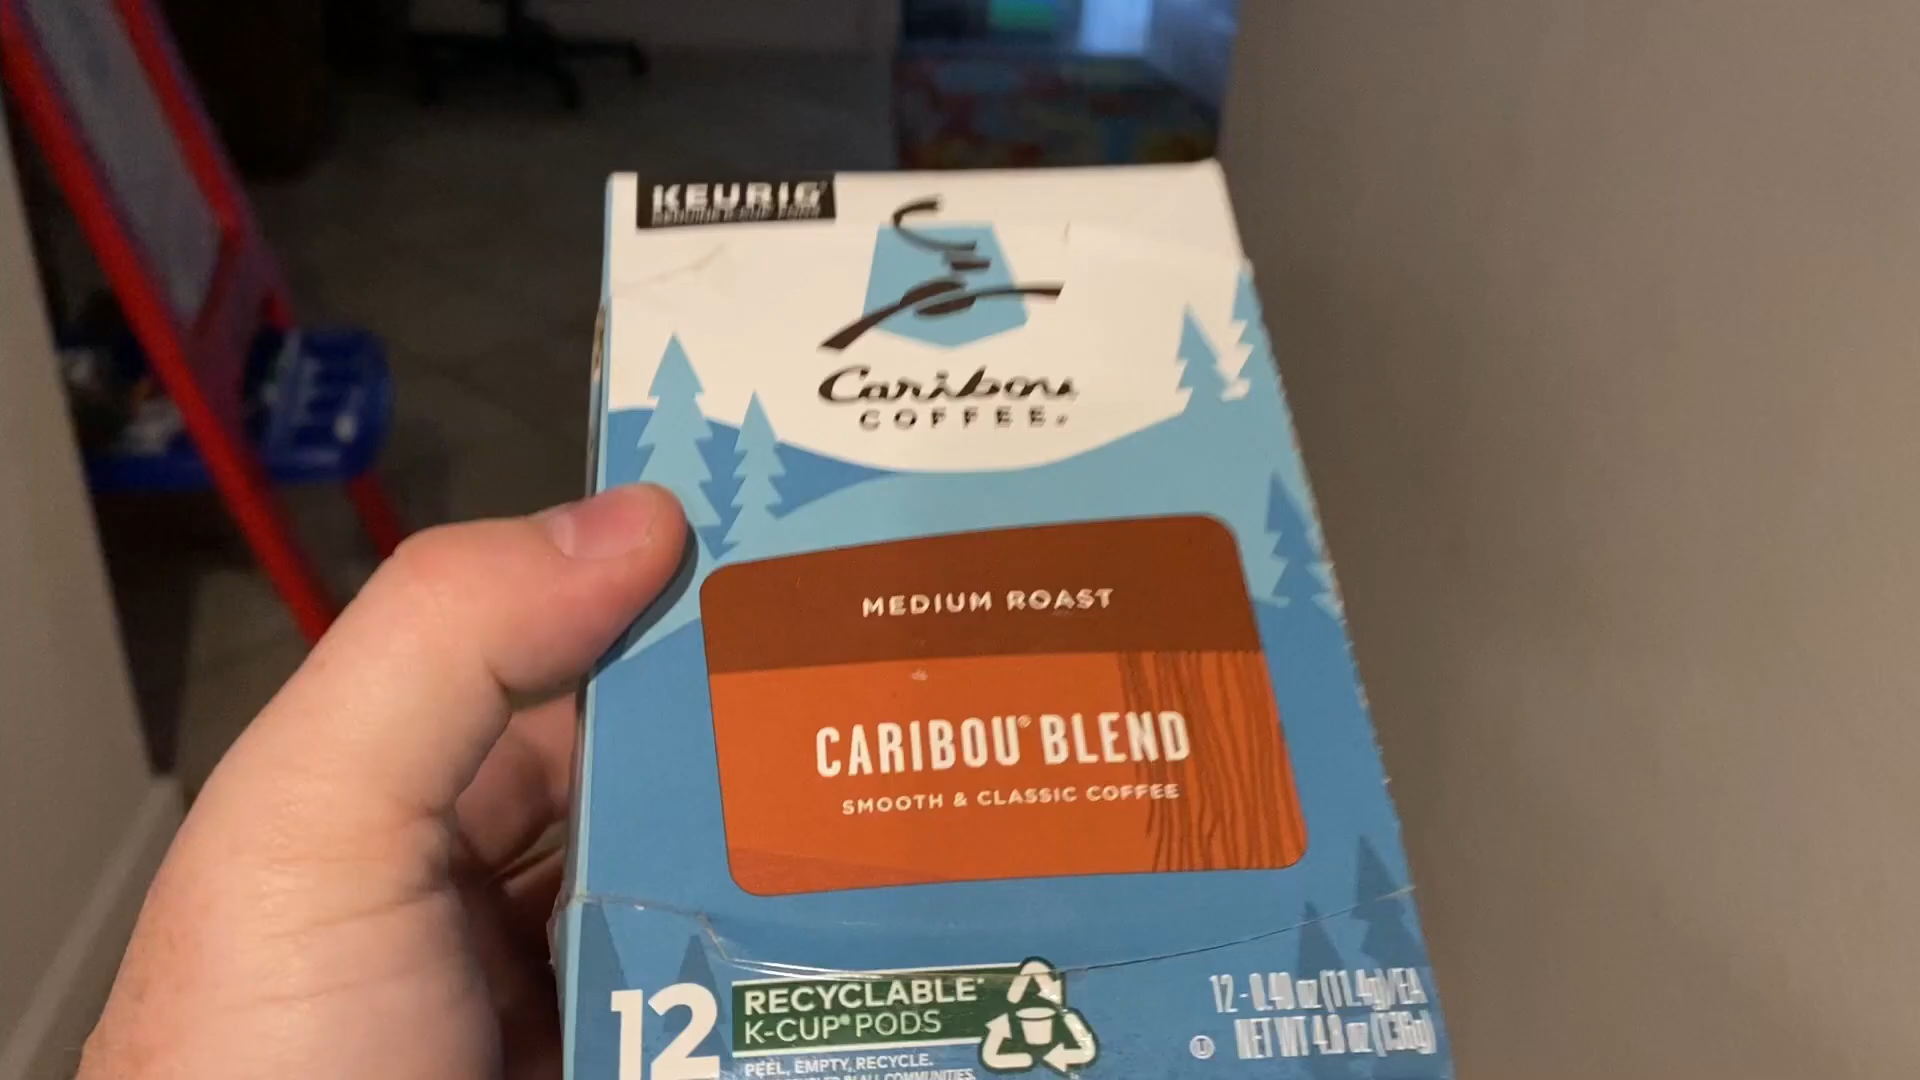 KEURIG
Caribou
COFFEE
MEDIUM ROAST
CARIBOU® BLEND
SMOOTH & CLASSIC COFFEE
12
RECYCLABLE*
K-CUP® PODS
PEEL, EMPTY, RECYCLE.
12 - 0.40 oz (11.4g)/EA
NET WT 4.8 oz (136g)